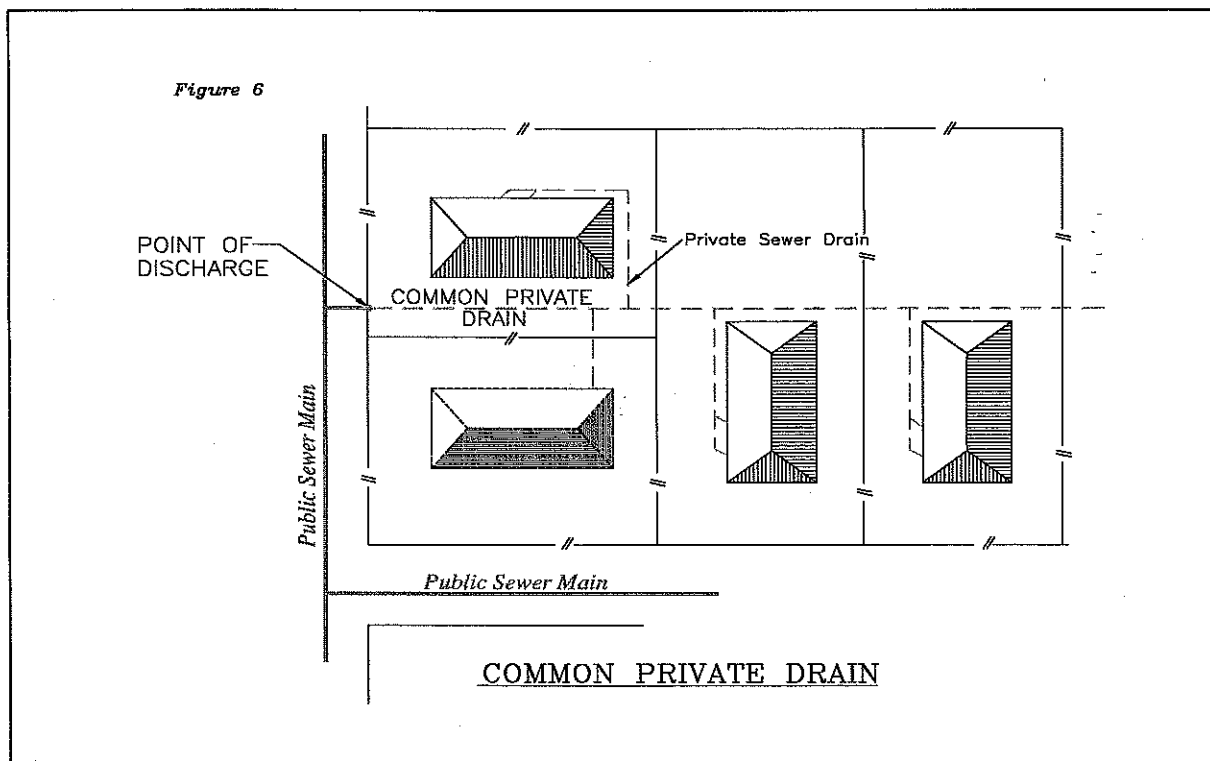 Figure 6
POINT OF
DISCHARGE
Private Sewer Drain
COMMON PRIVATE
DRAIN
Public Sewer Main
Public Sewer Main
COMMON PRIVATE DRAIN